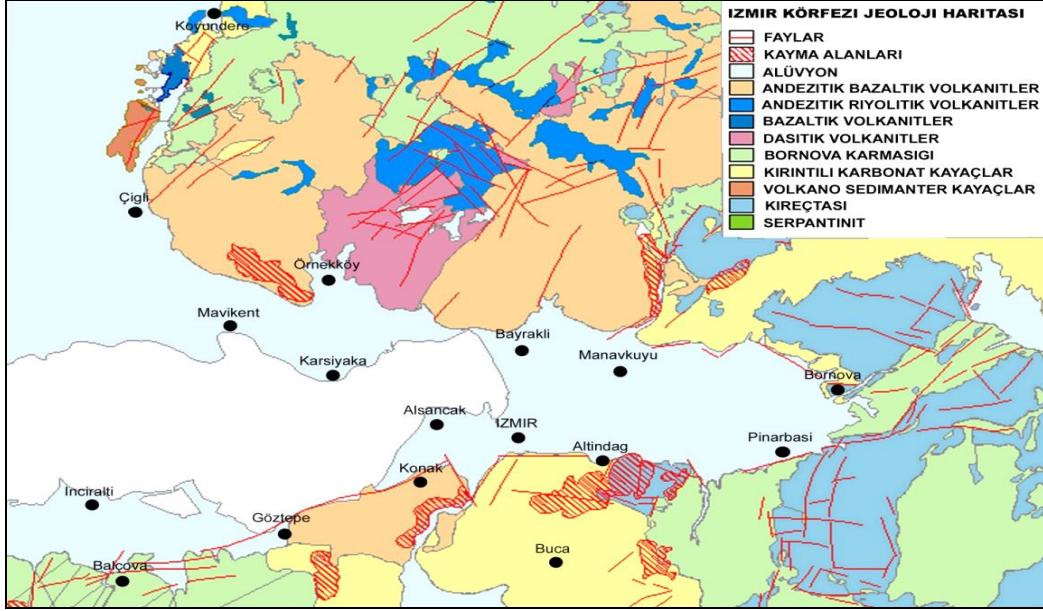 IZMIR KÖRFEZI JEOLOJI HARITASI
FAYLAR
KAYMA ALANLARI
ALÜVYON
ANDEZITIK BAZALTIK VOLKANITLER
ANDEZITIK RIYOLITIK VOLKANITLER
BAZALTIK VOLKANITLER
DASITIK VOLKANITLER
BORNOVA KARMASIGI
KIRINTILI KARBONAT KAYAÇLAR
VOLKANO SEDIMANTER KAYAÇLAR
KIREÇTASI
SERPANTINIT
Koyundere
Çigli
Örnekköy
Mavikent
Bayrakli
Karsiyaka
Manavkuyu
Bornova
Alsancak
IZMIR
Altindag
Pinarbasi
Konak
Inciralti
Göztepe
Buca
Balcova